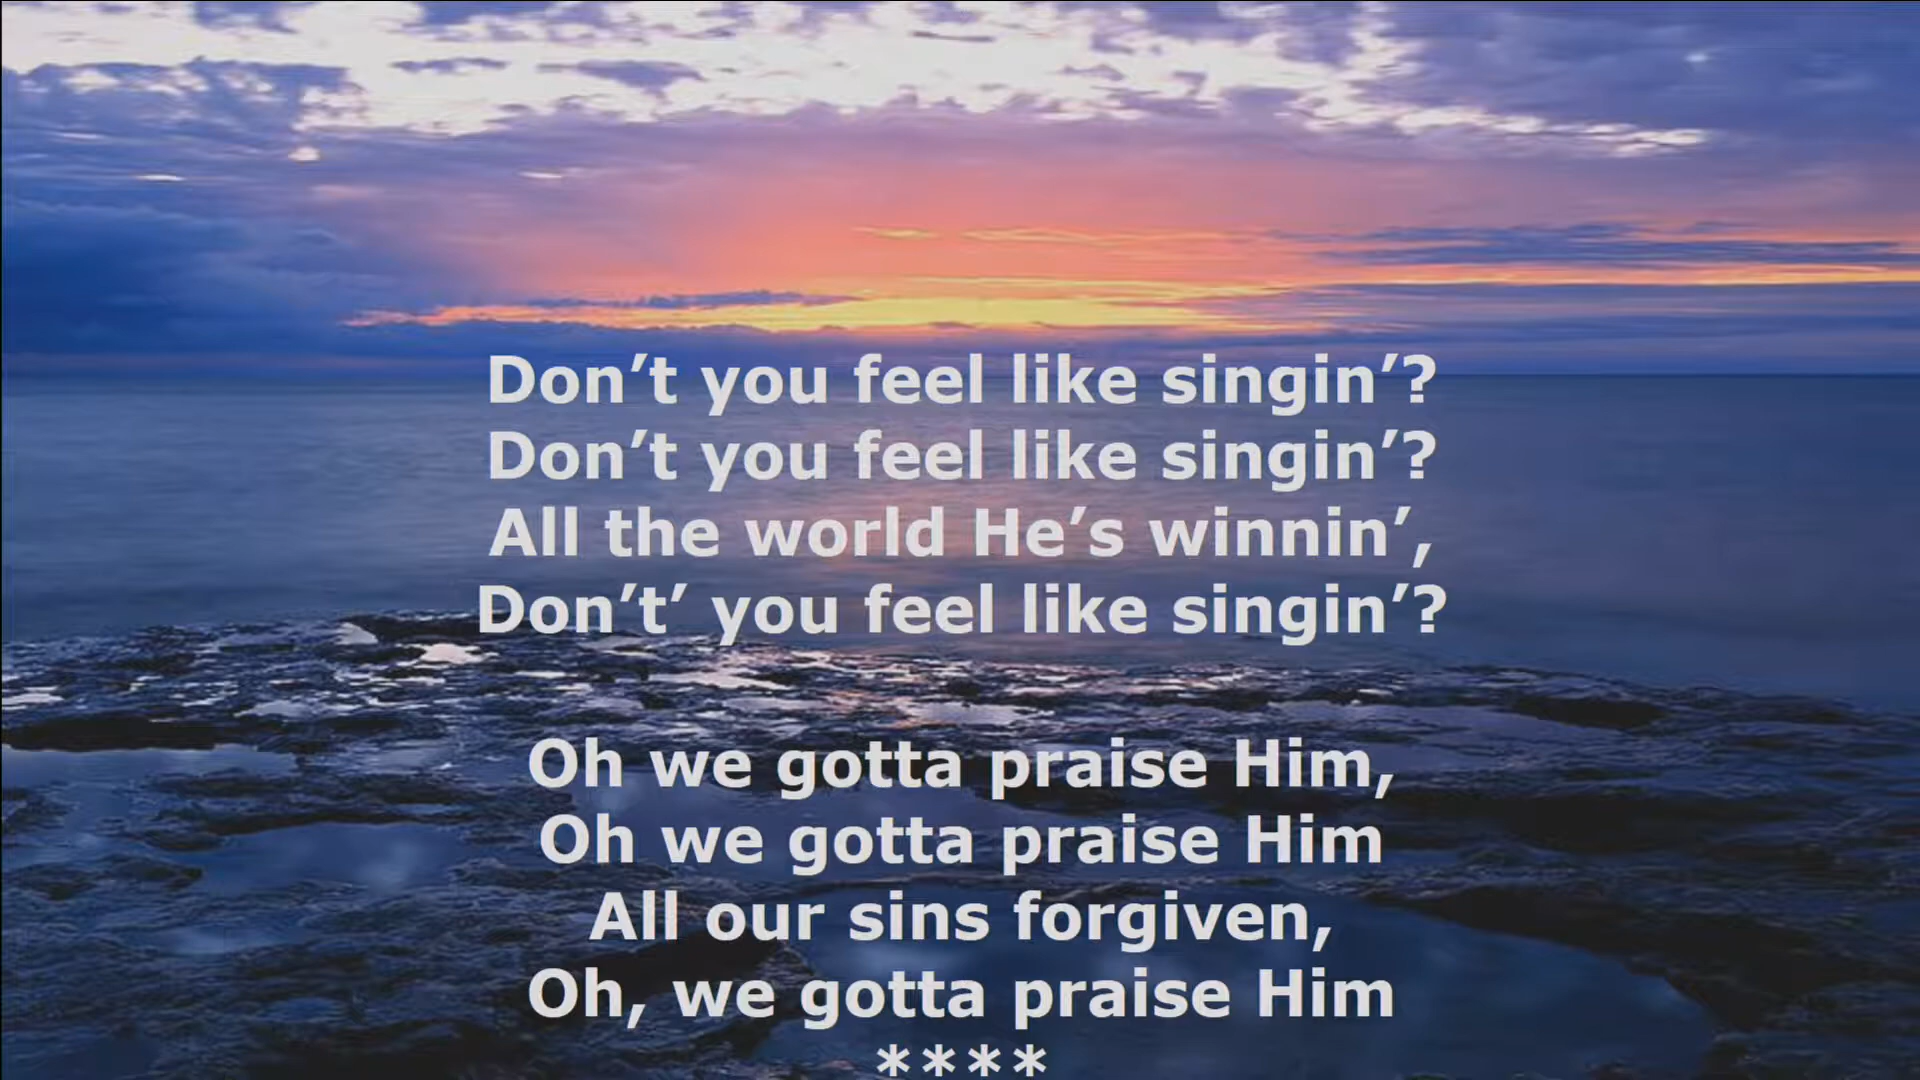 Don’t you feel like singin’?
Don’t you feel like singin’?
All the world He’s winnin’,
Don’t’ you feel like singin’?
Oh we gotta praise Him,
Oh we gotta praise Him
All our sins forgiven,
Oh, we gotta praise Him
****